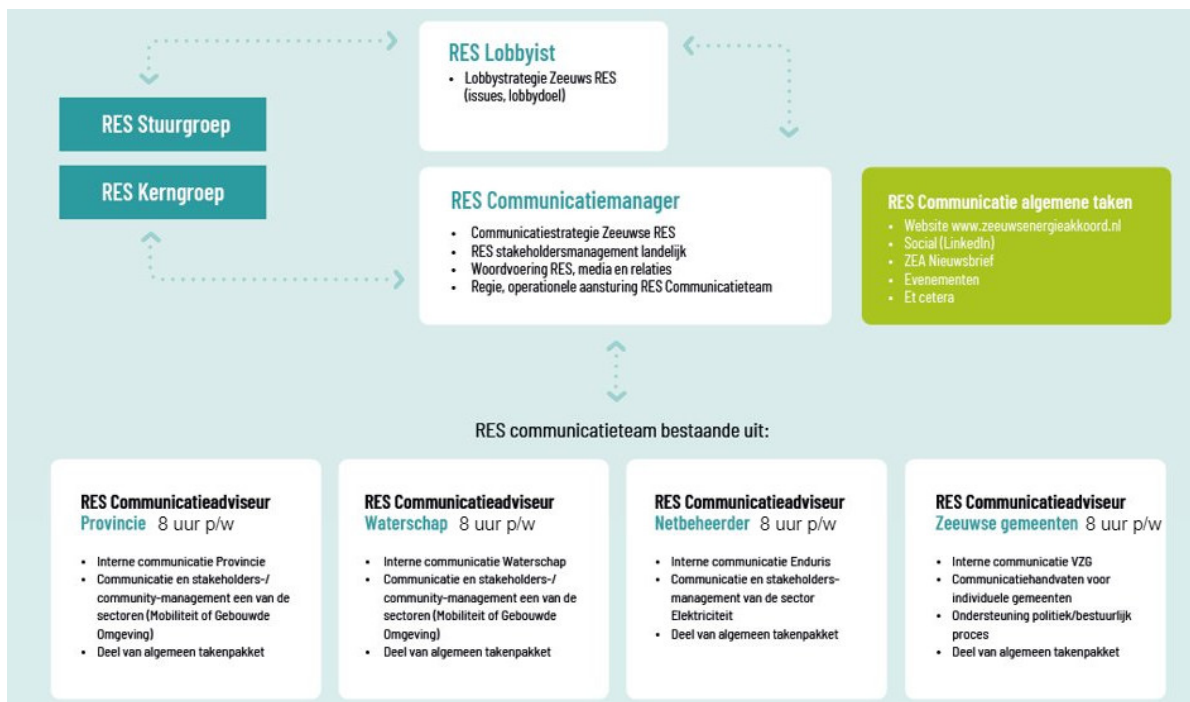 RES Lobbyist
• Lobbystrategie Zeeuws RES
(issues, lobbydoel)
RES Stuurgroep
RES Kerngroep
RES Communicatiemanager
• Communicatiestrategie Zeeuwse RES
• RES stakeholdersmanagement landelijk
• Woordvoering RES, media en relaties
• Regie, operationele aansturing RES Communicatieteam
RES Communicatie algemene taken
• Website www.zeeuwsenergieakkoord.nl
• Social (LinkedIn)
• ZEA Nieuwsbrief
• Evenementen
• Et cetera
RES communicatieteam bestaande uit:
RES Communicatieadviseur
Provincie 8 uur p/w
• Interne communicatie Provincie
• Communicatie en stakeholders-/
community-management een van de
sectoren (Mobiliteit of Gebouwde
Omgeving)
• Deel van algemeen takenpakket
RES Communicatieadviseur
Waterschap 8 uur p/w
• Interne communicatie Waterschap
• Communicatie en stakeholders-/
community-management een van de
sectoren (Mobiliteit of Gebouwde
Omgeving)
• Deel van algemeen takenpakket
RES Communicatieadviseur
Netbeheerder 8 uur p/w
• Interne communicatie Enduris
• Communicatie en stakeholders-
management van de sector
Elektriciteit
• Deel van algemeen takenpakket
RES Communicatieadviseur
Zeeuwse gemeenten 8 uur p/w
• Interne communicatie VZG
• Communicatiehandvaten voor
individuele gemeenten
• Ondersteuning politiek/bestuurlijk
proces
• Deel van algemeen takenpakket